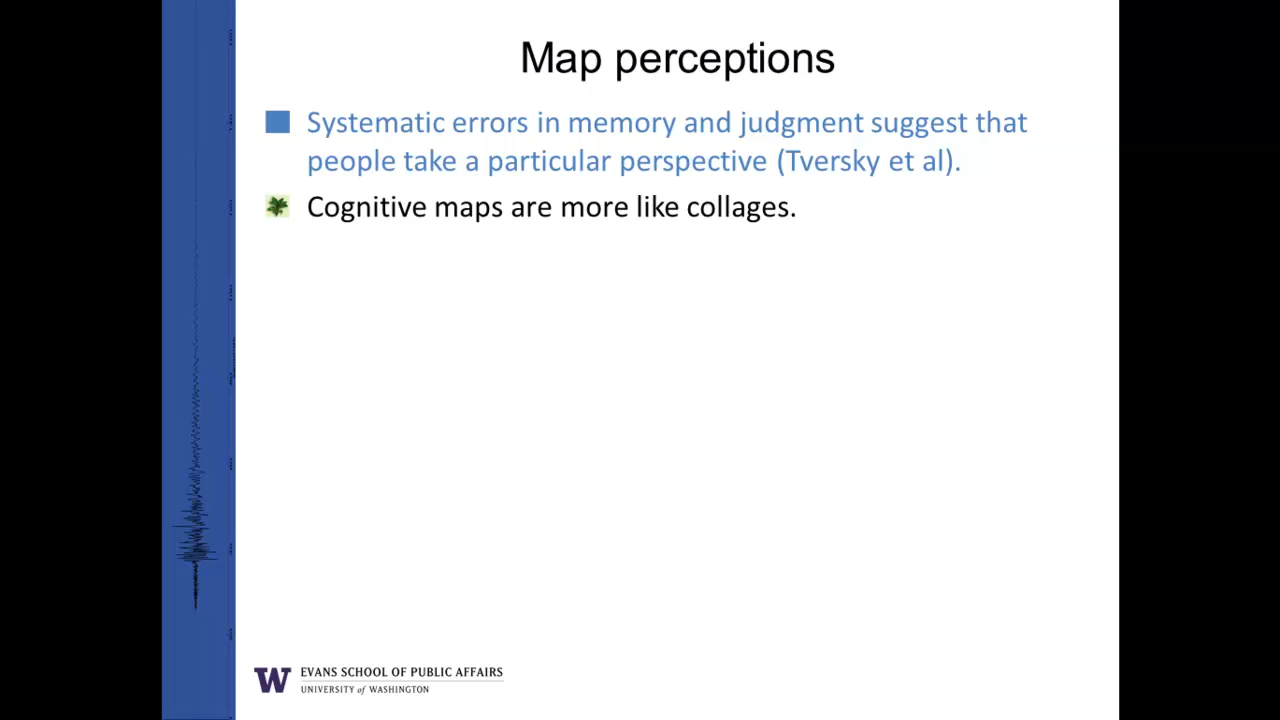 Map perceptions
Systematic errors in memory and judgment suggest that
people take a particular perspective (Tversky et al).
Cognitive maps are more like collages.
W EVANS SCHOOL OF PUBLIC AFFAIRS
UNIVERSITY of WASHINGTON